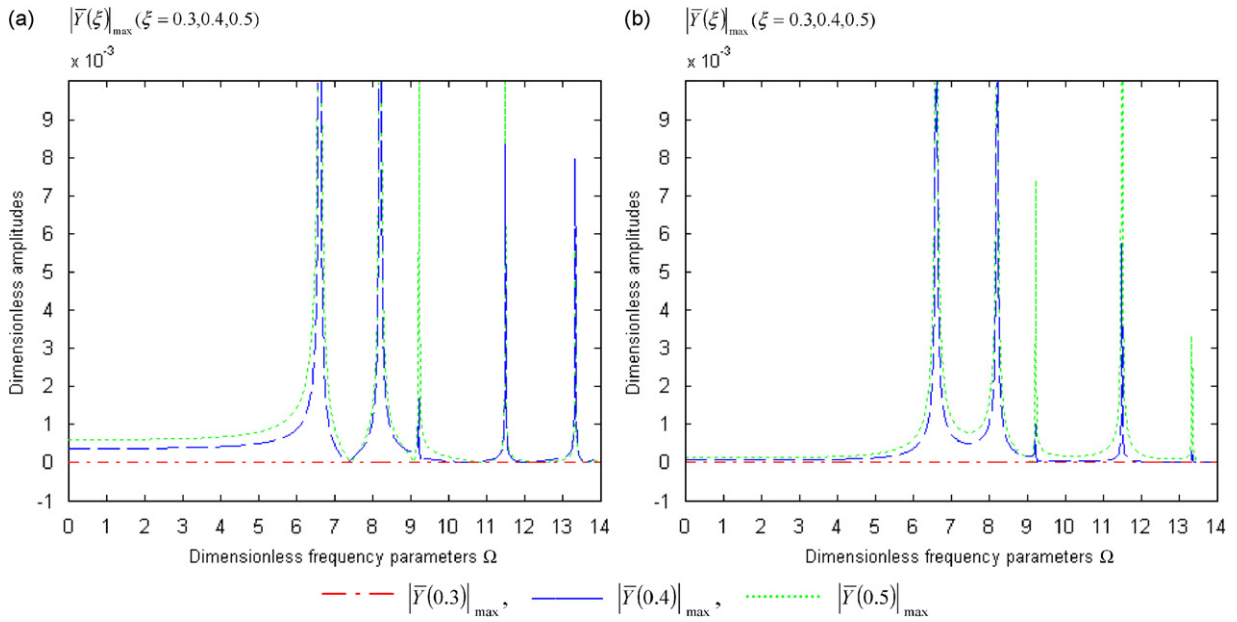 (a) |Y̅(ξ)|max (ξ = 0.3,0.4,0.5)
x 10⁻³
9
8
7
6
5
4
3
2
1
0
-1
Dimensionless amplitudes
0 1 2 3 4 5 6 7 8 9 10 11 12 13 14
Dimensionless frequency parameters Ω
(b) |Y̅(ξ)|max (ξ = 0.3,0.4,0.5)
x 10⁻³
9
8
7
6
5
4
3
2
1
0
-1
Dimensionless amplitudes
0 1 2 3 4 5 6 7 8 9 10 11 12 13 14
Dimensionless frequency parameters Ω
|Y̅(0.3)|max, |Y̅(0.4)|max, |Y̅(0.5)|max